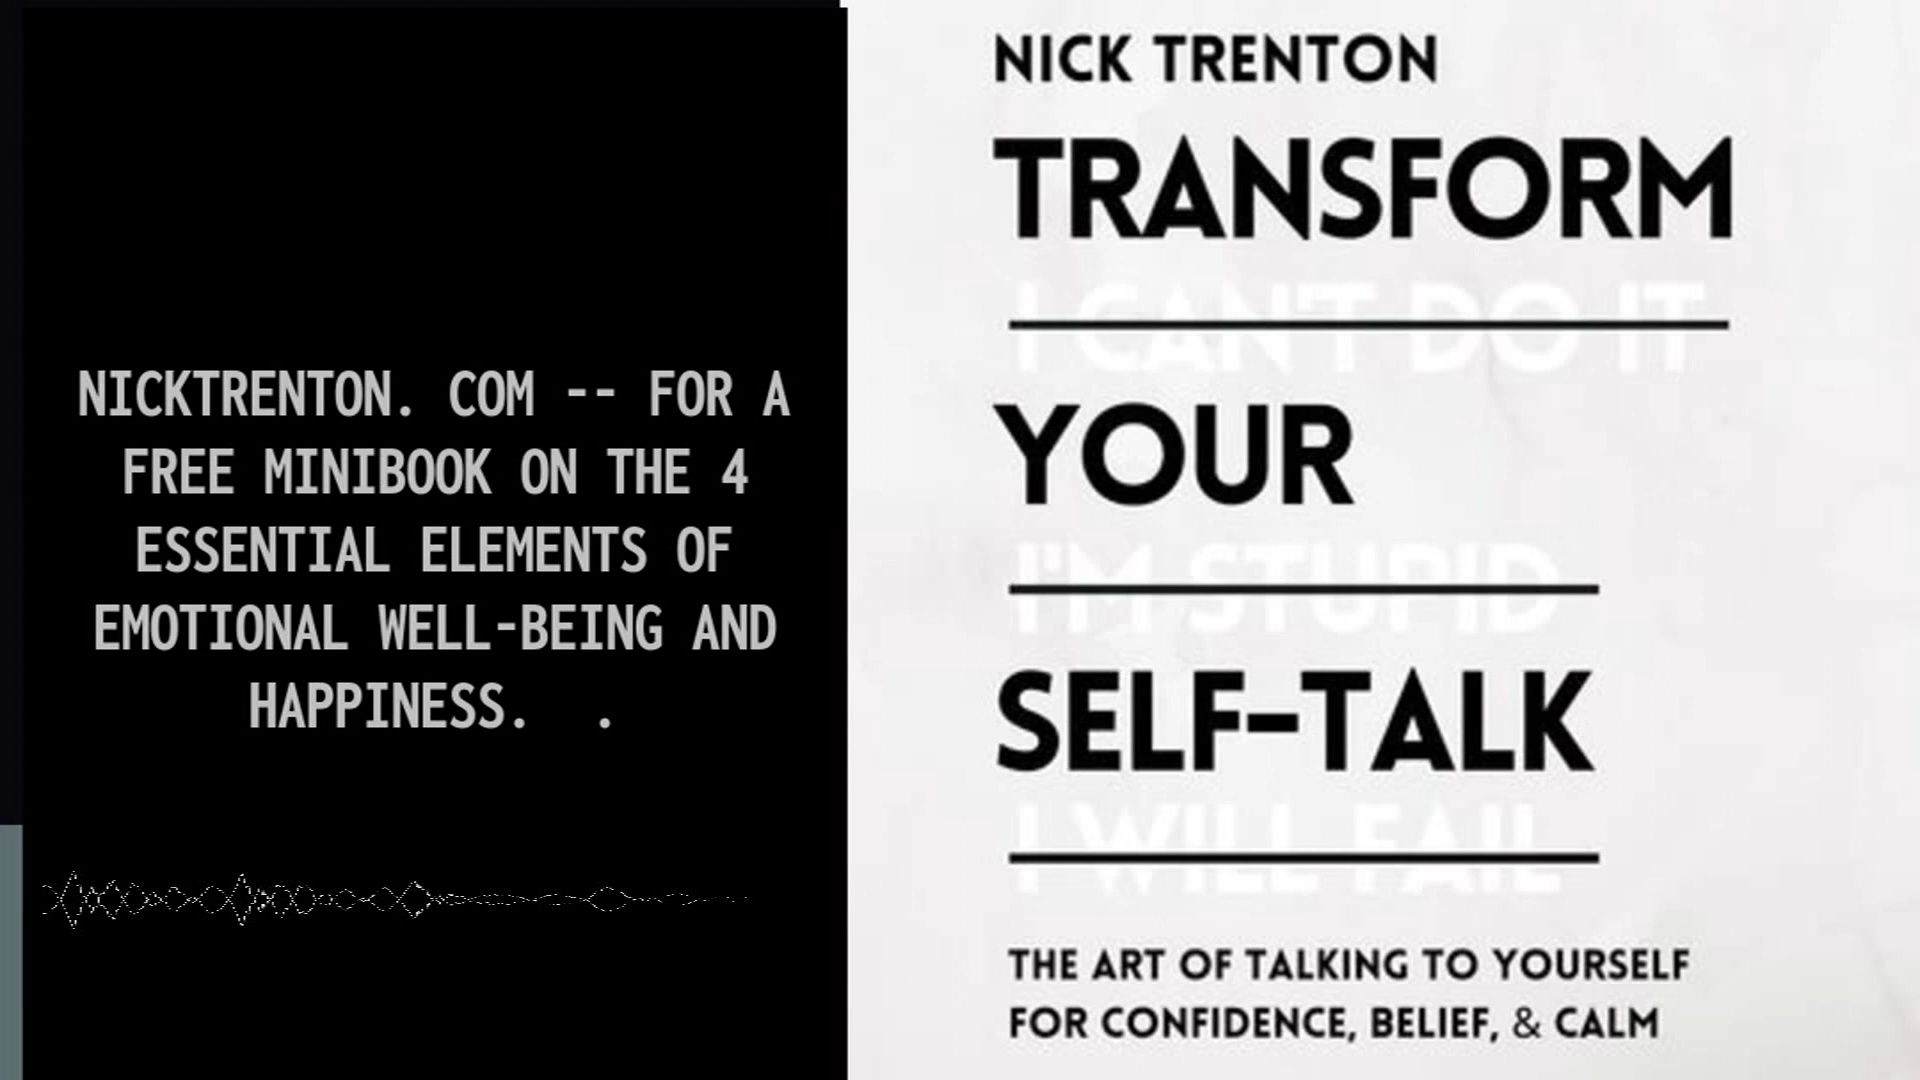 NICKTRENTON. COM -- FOR A
FREE MINIBOOK ON THE 4
ESSENTIAL ELEMENTS OF
EMOTIONAL WELL-BEING AND
HAPPINESS.  .
NICK TRENTON
TRANSFORM
I CAN'T DO IT
YOUR
I'M STUPID
SELF-TALK
I WILL FAIL
THE ART OF TALKING TO YOURSELF
FOR CONFIDENCE, BELIEF, & CALM